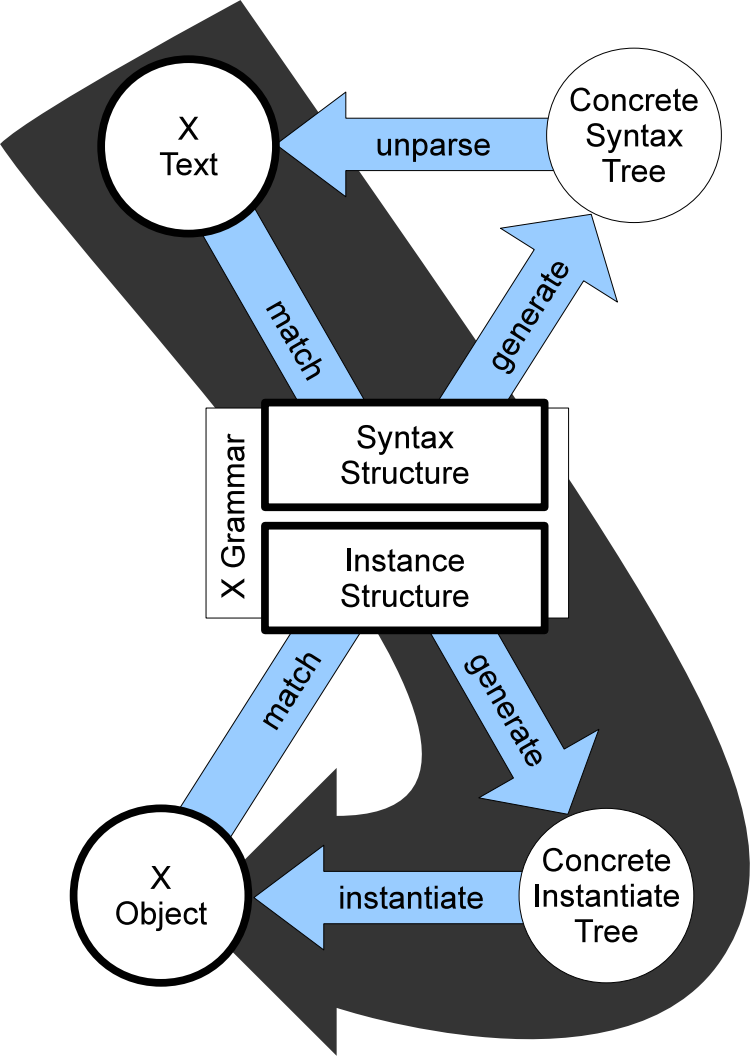 X
Text
unparse
Concrete
Syntax
Tree
match
generate
X Grammar
Syntax
Structure
Instance
Structure
match
generate
X
Object
instantiate
Concrete
Instantiate
Tree